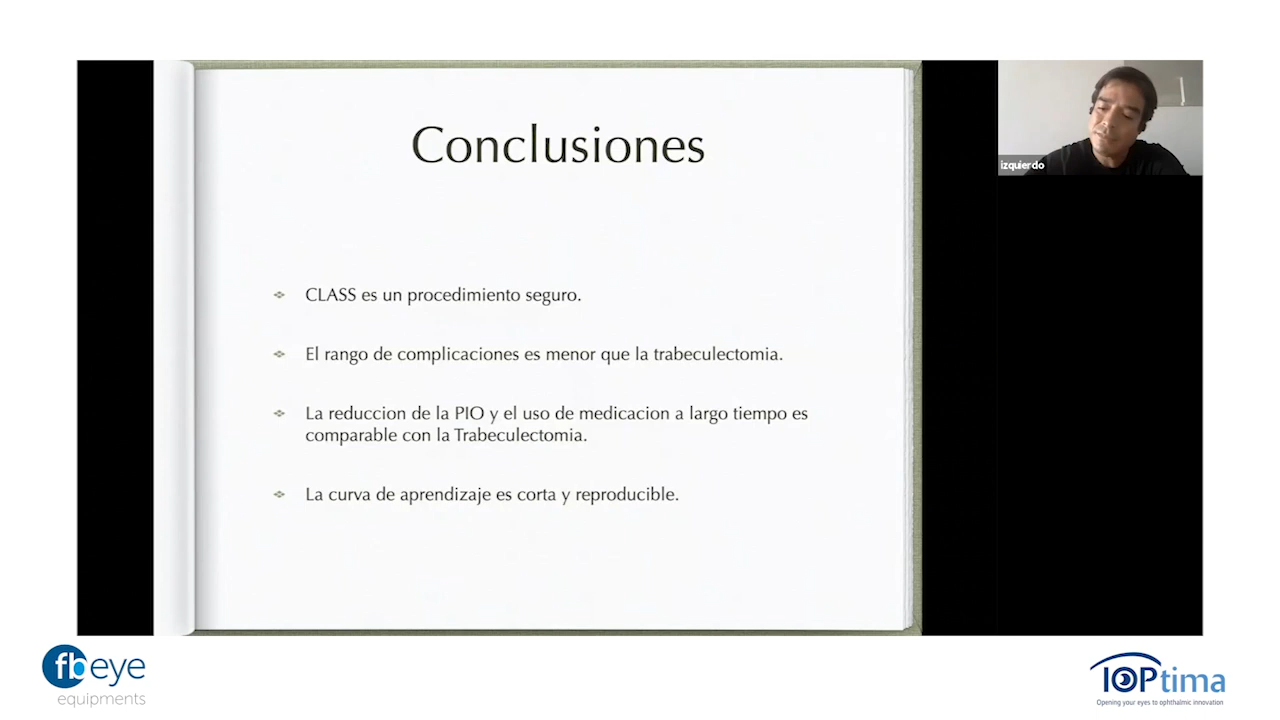 Conclusiones
izquierdo
CLASS es un procedimiento seguro.
El rango de complicaciones es menor que la trabeculectomia.
La reduccion de la PIO y el uso de medicacion a largo tiempo es
comparable con la Trabeculectomia.
La curva de aprendizaje es corta y reproducible.
fbeye
equipments
IOPtima
Opening your eyes to ophthalmic innovation